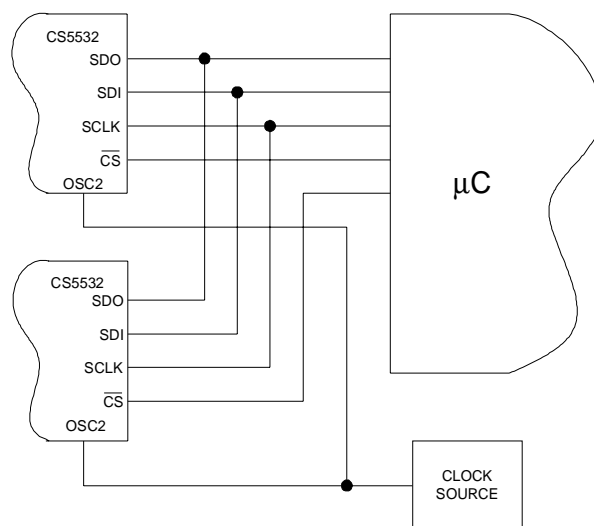 CS5532
SDO
SDI
SCLK
CS
OSC2
μC
CS5532
SDO
SDI
SCLK
CS
OSC2
CLOCK
SOURCE